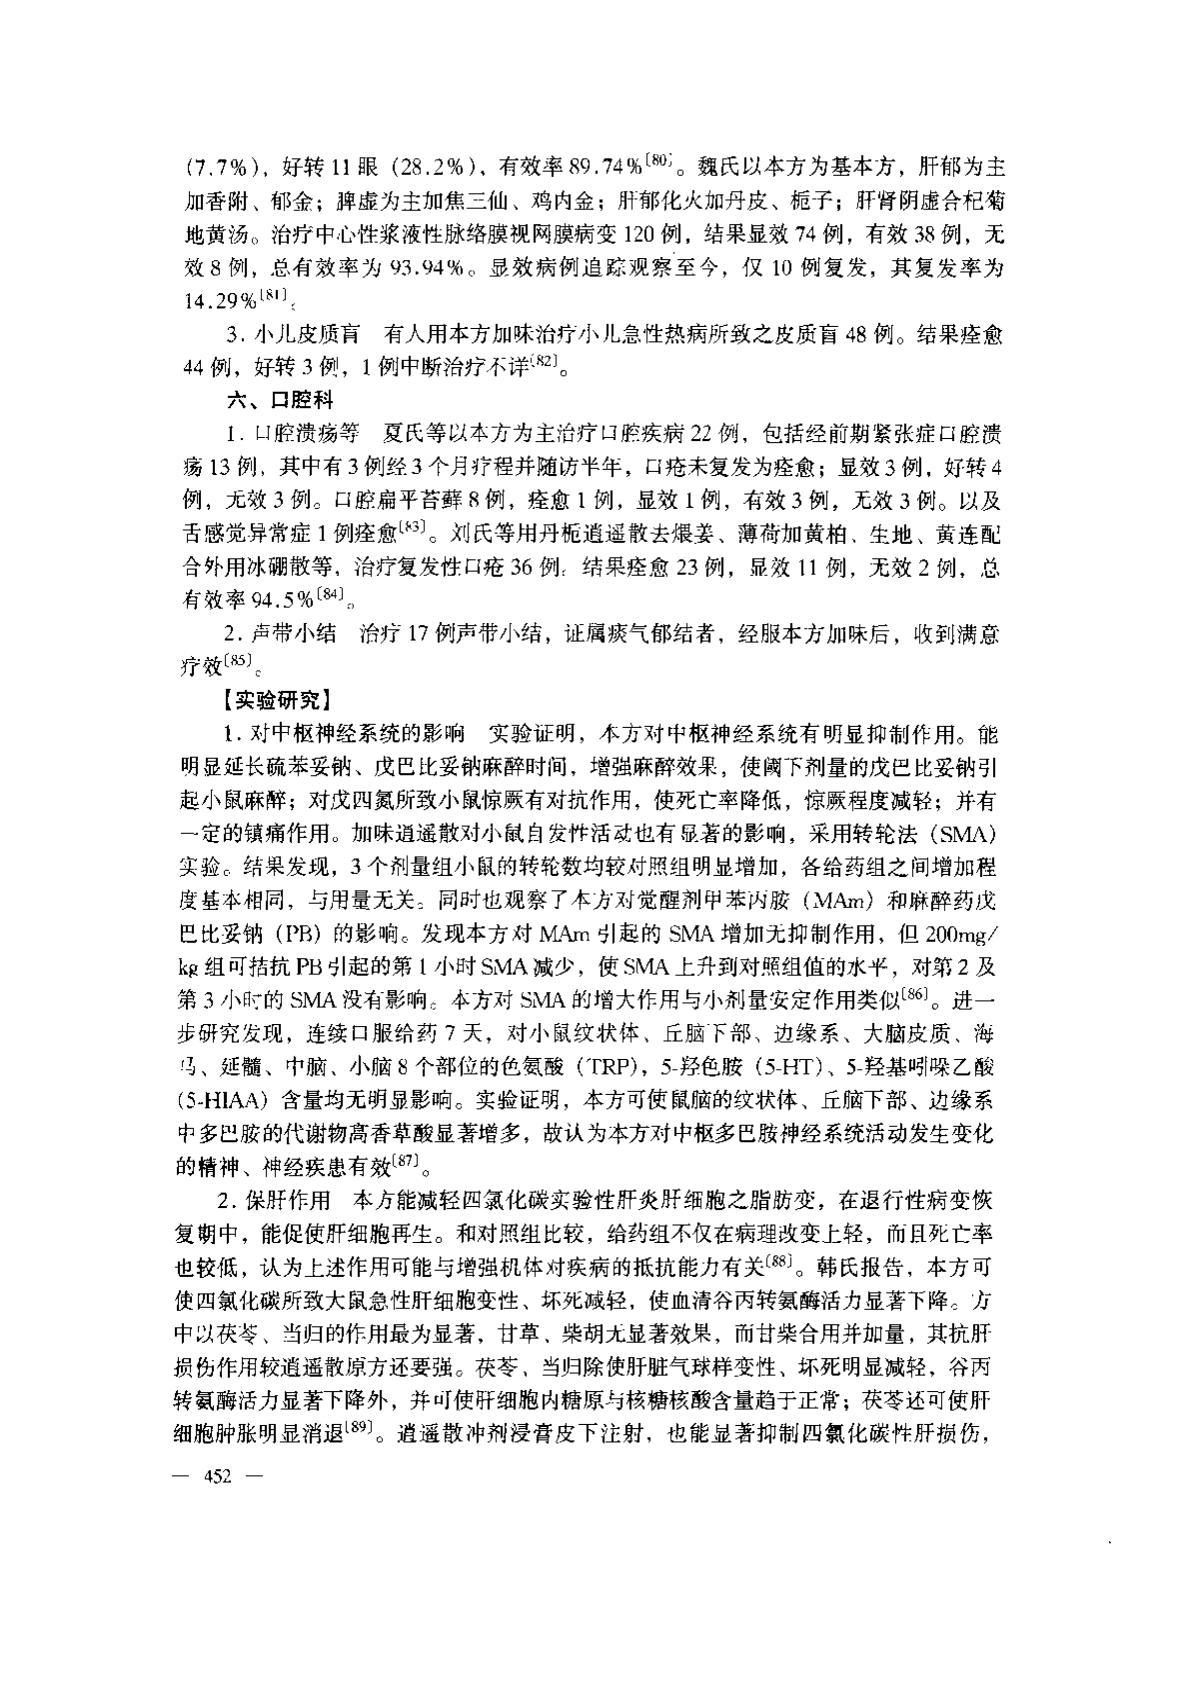 (7.7%)，好转 11 眼（28.2%)，有效率 89.74%〔80〕。魏氏以本方为基本方，肝郁为主
加香附、郁金；脾虚为主加焦三仙、鸡内金；肝郁化火加丹皮、栀子；肝肾阴虚合杞菊
地黄汤。治疗中心性浆液性脉络膜视网膜病变 120 例，结果显效 74 例，有效 38 例，无
效 8 例，总有效率为 93.94%。显效病例追踪观察至今，仅 10 例复发，其复发率为
14.29%〔81〕。
3. 小儿皮质盲　有人用本方加味治疗小儿急性热病所致之皮质盲 48 例。结果痊愈
44 例，好转 3 例，1 例中断治疗不详〔82〕。
六、口腔科
1. 口腔溃疡等　夏氏等以本方为主治疗口腔疾病 22 例，包括经前期紧张症口腔溃
疡 13 例，其中有 3 例经 3 个月疗程并随访半年，口疮未复发为痊愈；显效 3 例，好转 4
例，无效 3 例。口腔扁平苔藓 8 例，痊愈 1 例，显效 1 例，有效 3 例，无效 3 例。以及
舌感觉异常症 1 例痊愈〔83〕。刘氏等用丹栀逍遥散去煨姜、薄荷加黄柏、生地、黄连配
合外用冰硼散等，治疗复发性口疮 36 例。结果痊愈 23 例，显效 11 例，无效 2 例，总
有效率 94.5%〔84〕。
2. 声带小结　治疗 17 例声带小结，证属痰气郁结者，经服本方加味后，收到满意
疗效〔85〕。
【实验研究】
1. 对中枢神经系统的影响　实验证明，本方对中枢神经系统有明显抑制作用。能
明显延长硫苯妥钠、戊巴比妥钠麻醉时间，增强麻醉效果，使阈下剂量的戊巴比妥钠引
起小鼠麻醉；对戊四氮所致小鼠惊厥有对抗作用，使死亡率降低，惊厥程度减轻；并有
一定的镇痛作用。加味逍遥散对小鼠自发性活动也有显著的影响，采用转轮法（SMA）
实验。结果发现，3 个剂量组小鼠的转轮数均较对照组明显增加，各给药组之间增加程
度基本相同，与用量无关。同时也观察了本方对觉醒剂甲苯丙胺（MAm）和麻醉药戊
巴比妥钠（PB）的影响。发现本方对 MAm 引起的 SMA 增加无抑制作用，但 200mg/
kg 组可拮抗 PB 引起的第 1 小时 SMA 减少，使 SMA 上升到对照组值的水平，对第 2 及
第 3 小时的 SMA 没有影响。本方对 SMA 的增大作用与小剂量安定作用类似〔86〕。进一
步研究发现，连续口服给药 7 天，对小鼠纹状体、丘脑下部、边缘系、大脑皮质、海
马、延髓、中脑、小脑 8 个部位的色氨酸（TRP)，5-羟色胺（5-HT)、5-羟基吲哚乙酸
(5-HIAA）含量均无明显影响。实验证明，本方可使鼠脑的纹状体、丘脑下部、边缘系
中多巴胺的代谢物高香草酸显著增多，故认为本方对中枢多巴胺神经系统活动发生变化
的精神、神经疾患有效〔87〕。
2. 保肝作用　本方能减轻四氯化碳实验性肝炎肝细胞之脂肪变，在退行性病变恢
复期中，能促使肝细胞再生。和对照组比较，给药组不仅在病理改变上轻，而且死亡率
也较低，认为上述作用可能与增强机体对疾病的抵抗能力有关〔88〕。韩氏报告，本方可
使四氯化碳所致大鼠急性肝细胞变性、坏死减轻，使血清谷丙转氨酶活力显著下降。方
中以茯苓、当归的作用最为显著，甘草、柴胡无显著效果，而甘柴合用并加量，其抗肝
损伤作用较逍遥散原方还要强。茯苓、当归除使肝脏气球样变性、坏死明显减轻，谷丙
转氨酶活力显著下降外，并可使肝细胞内糖原与核糖核酸含量趋于正常；茯苓还可使肝
细胞肿胀明显消退〔89〕。逍遥散冲剂浸膏皮下注射，也能显著抑制四氯化碳性肝损伤，
— 452 —